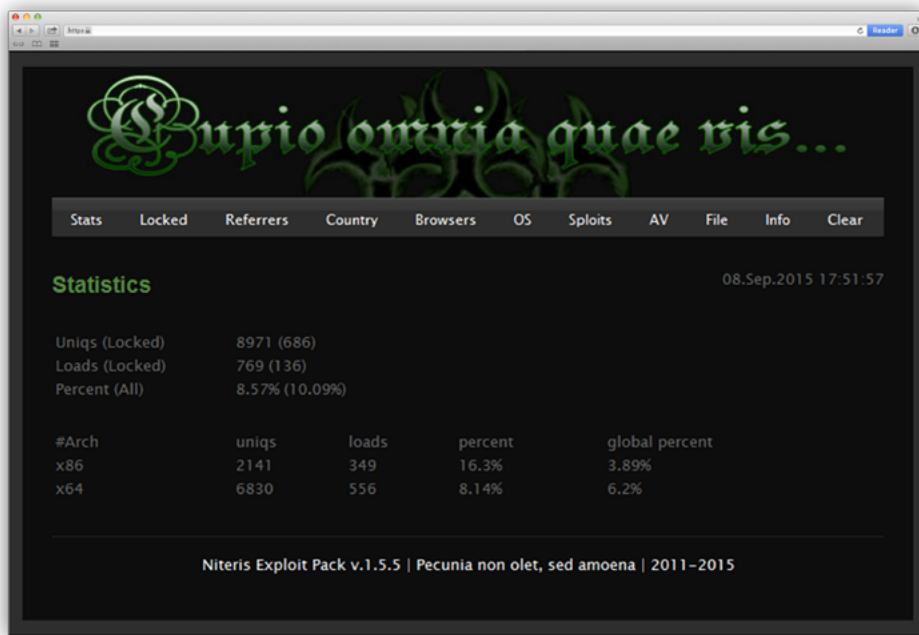 https
Reader
Cupio omnia quae vis...
Stats Locked Referrers Country Browsers OS Sploits AV File Info Clear
Statistics
08.Sep.2015 17:51:57
Uniqs (Locked) 8971 (686)
Loads (Locked) 769 (136)
Percent (All) 8.57% (10.09%)
#Arch uniqs loads percent global percent
x86 2141 349 16.3% 3.89%
x64 6830 556 8.14% 6.2%
Niteris Exploit Pack v.1.5.5 | Pecunia non olet, sed amoena | 2011-2015